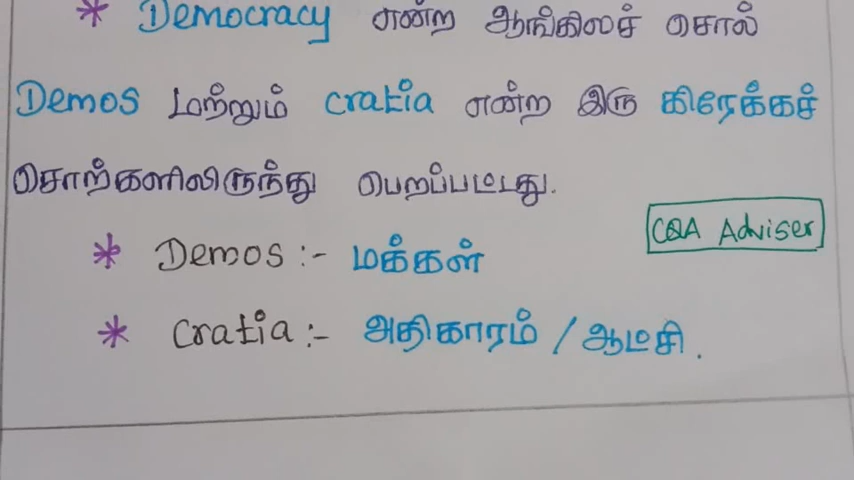 * Democracy என்ற ஆங்கிலச் சொல்
Demos மற்றும் cratia என்ற இரு கிரேக்கச்
சொற்களிலிருந்து பெறப்பட்டது.
CQA Adviser
* Demos :- மக்கள்
* cratia :- அதிகாரம் / ஆட்சி.